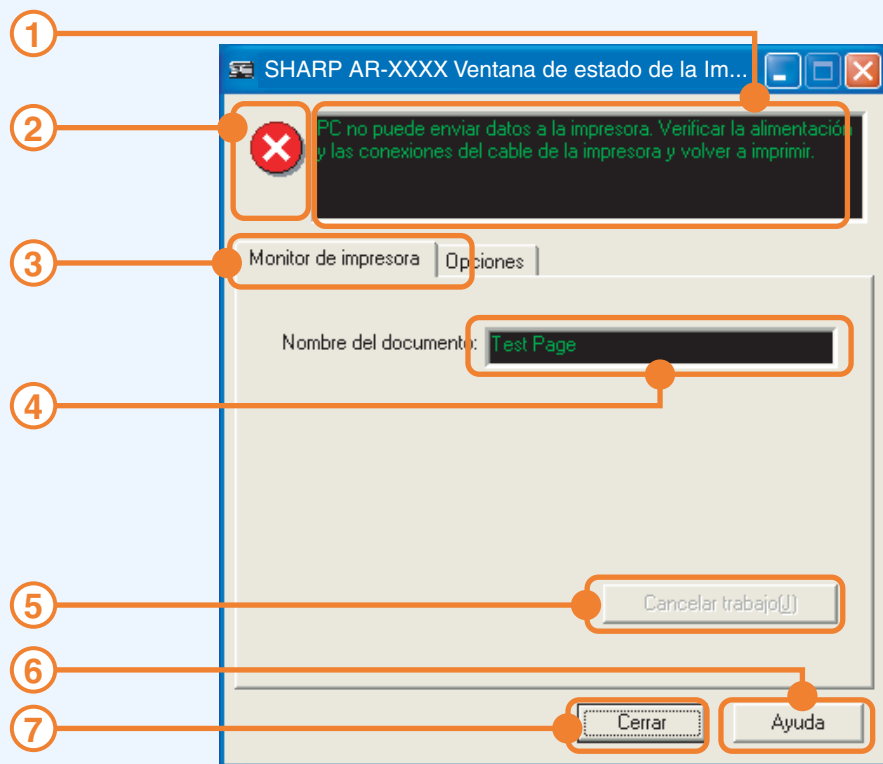 1
SHARP AR-XXXX Ventana de estado de la Im...
2
PC no puede enviar datos a la impresora. Verificar la alimentación
y las conexiones del cable de la impresora y volver a imprimir.
3
Monitor de impresora
Opciones
Nombre del documento:
Test Page
4
5
Cancelar trabajo(J)
6
7
Cerrar
Ayuda